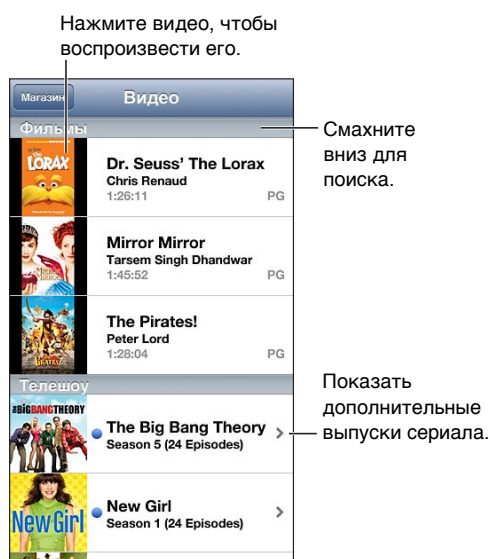 Нажмите видео, чтобы
воспроизвести его.
Магазин
Видео
Фильмы
Смахните
вниз для
поиска.
LORAX
Dr. Seuss’ The Lorax
Chris Renaud
1:26:11
PG
Mirror Mirror
Tarsem Singh Dhandwar
1:45:52
PG
The Pirates!
Peter Lord
1:28:04
PG
Телешоу
Показать
дополнительные
выпуски сериала.
THE BIG BANG THEORY
The Big Bang Theory
Season 5 (24 Episodes)
New Girl
New Girl
Season 1 (24 Episodes)